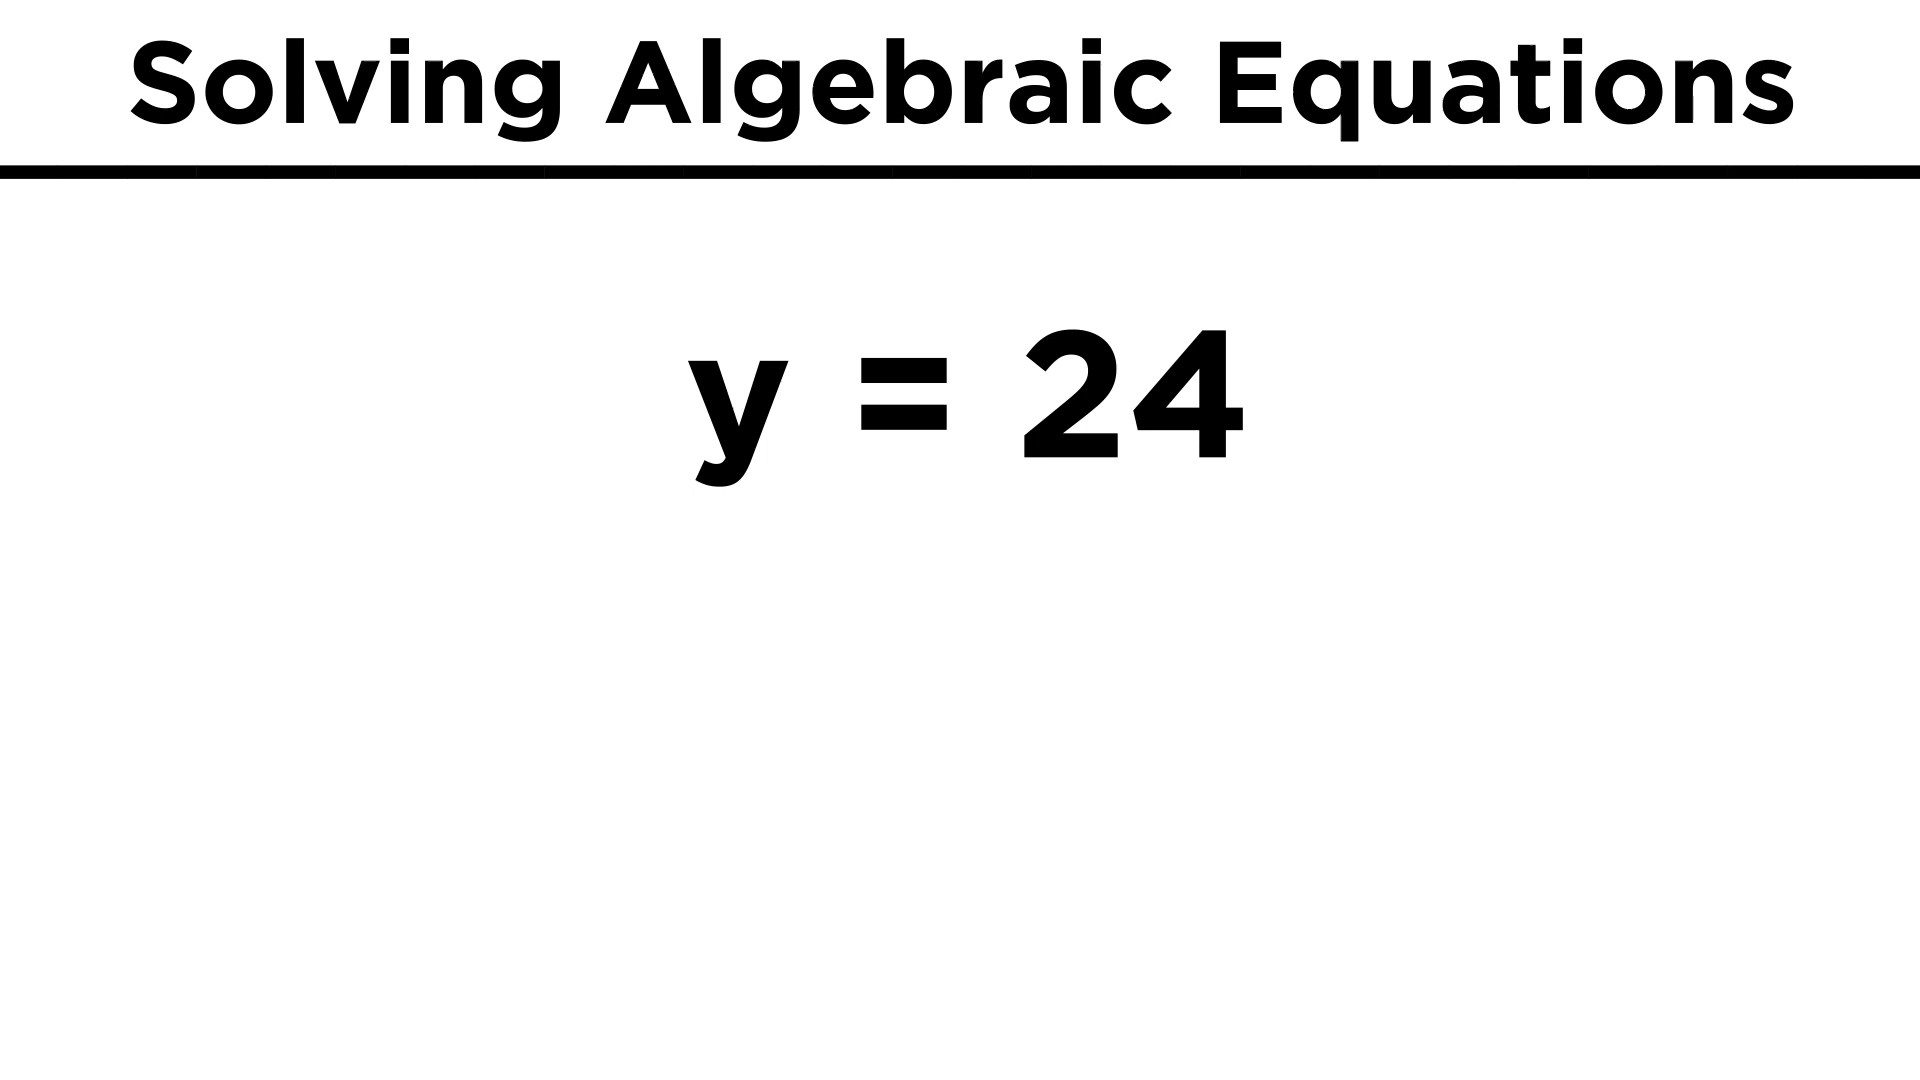 Solving Algebraic Equations
y = 24